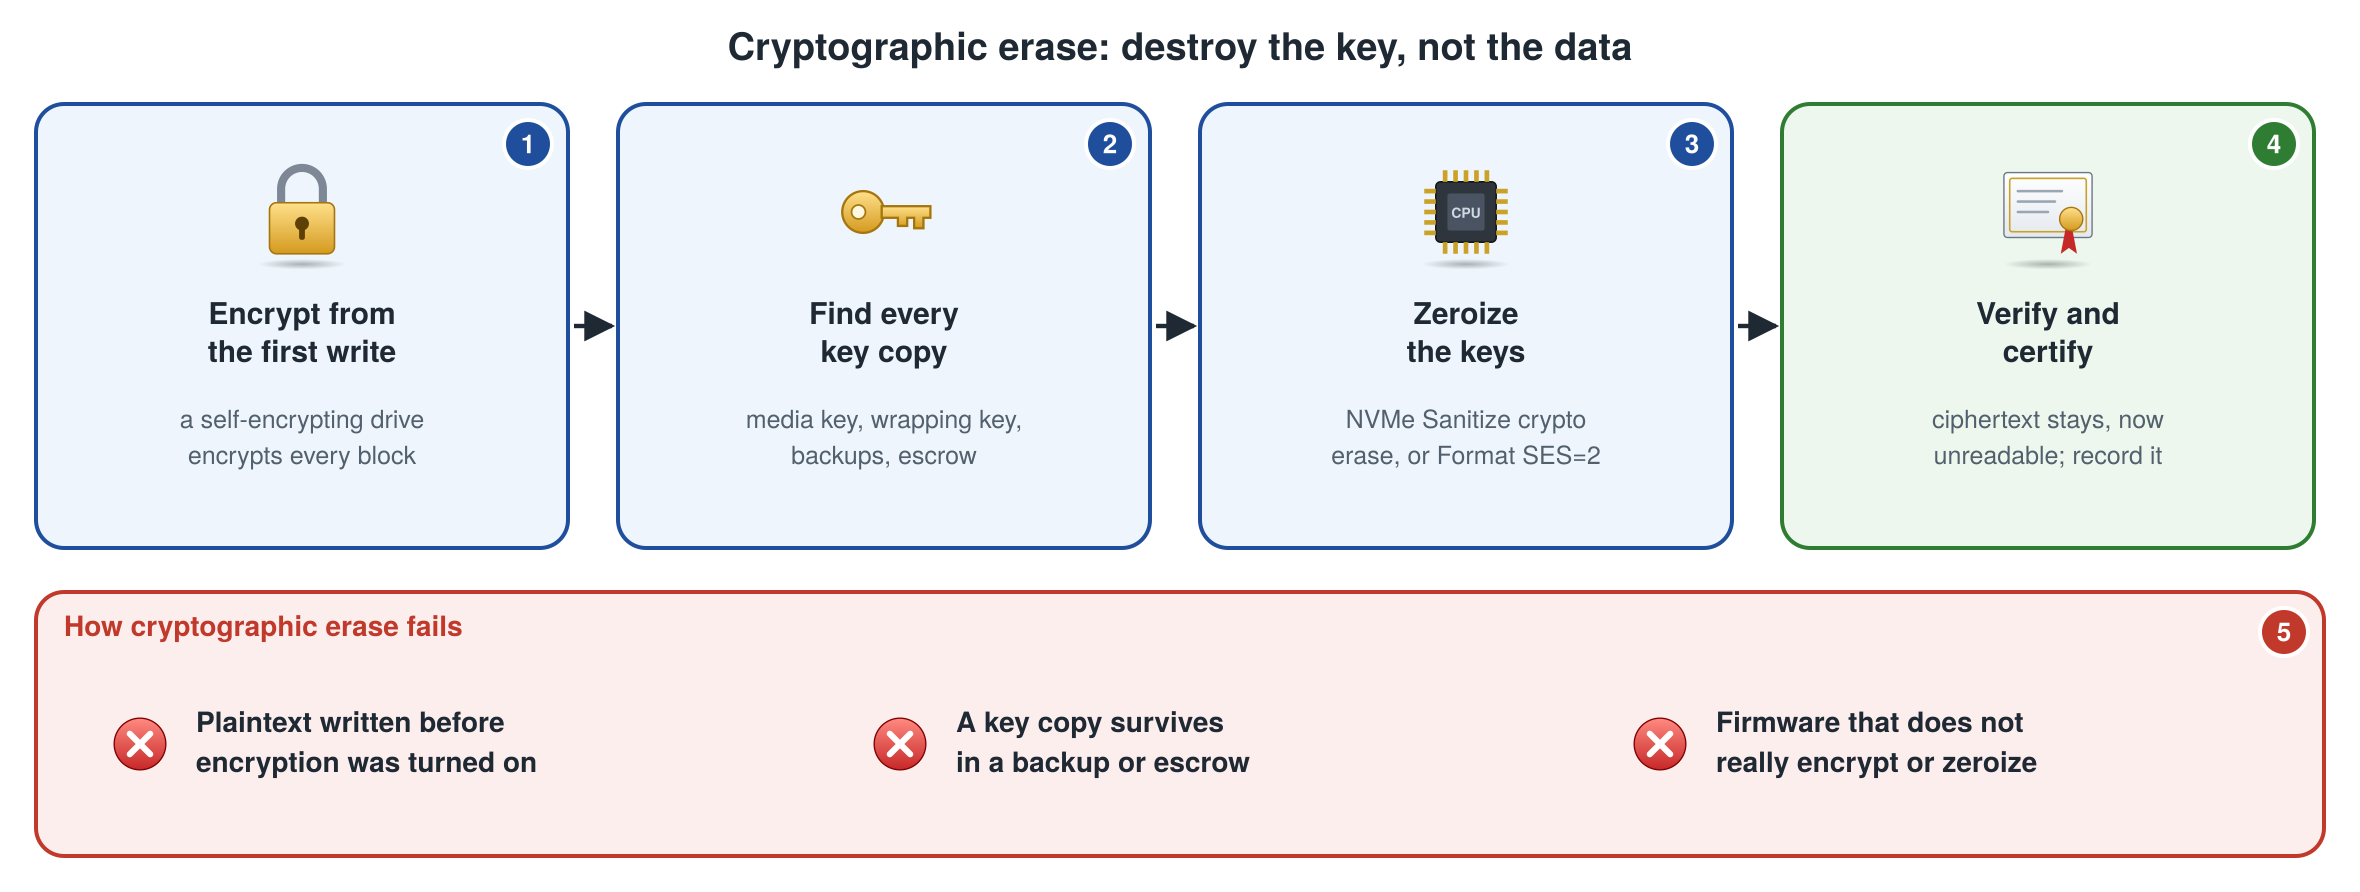 Cryptographic erase: destroy the key, not the data
1
Encrypt from
the first write
a self-encrypting drive
encrypts every block
2
Find every
key copy
media key, wrapping key,
backups, escrow
3
CPU
Zeroize
the keys
NVMe Sanitize crypto
erase, or Format SES=2
4
Verify and
certify
ciphertext stays, now
unreadable; record it
How cryptographic erase fails
5
Plaintext written before
encryption was turned on
A key copy survives
in a backup or escrow
Firmware that does not
really encrypt or zeroize